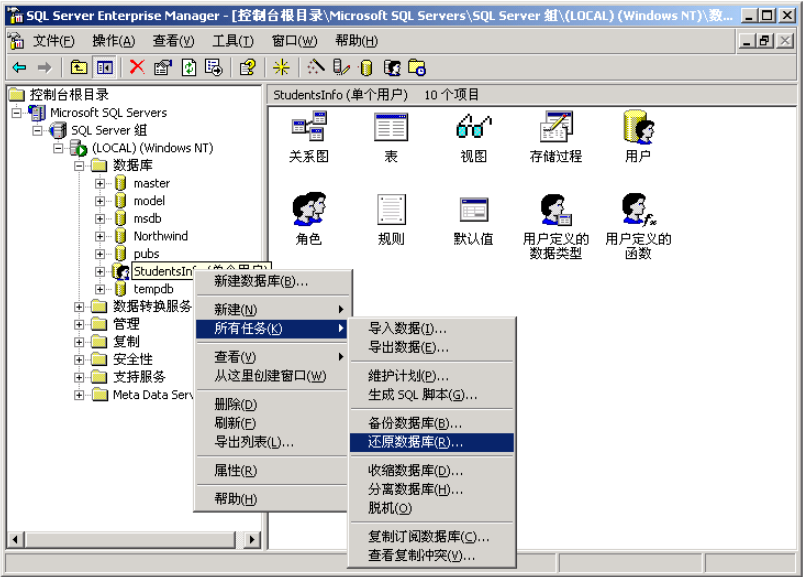 SQL Server Enterprise Manager - [控制台根目录\Microsoft SQL Servers\SQL Server 组\(LOCAL) (Windows NT)\数...
文件(F) 操作(A) 查看(V) 工具(T) 窗口(W) 帮助(H)
控制台根目录
Microsoft SQL Servers
SQL Server 组
(LOCAL) (Windows NT)
数据库
master
model
msdb
Northwind
pubs
StudentsInfo (单个用户)
tempdb
数据转换服务
管理
复制
安全性
支持服务
Meta Data Serv
StudentsInfo (单个用户) 10 个项目
关系图 表 视图 存储过程 用户
角色 规则 默认值 用户定义的 用户定义的
数据类型 函数
新建数据库(B)...
新建(N)
所有任务(K)
查看(V)
从这里创建窗口(W)
删除(D)
刷新(F)
导出列表(L)...
属性(R)
帮助(H)
导入数据(I)...
导出数据(E)...
维护计划(P)...
生成 SQL 脚本(G)...
备份数据库(B)...
还原数据库(R)...
收缩数据库(D)...
分离数据库(H)...
脱机(O)
复制订阅数据库(C)...
查看复制冲突(V)...